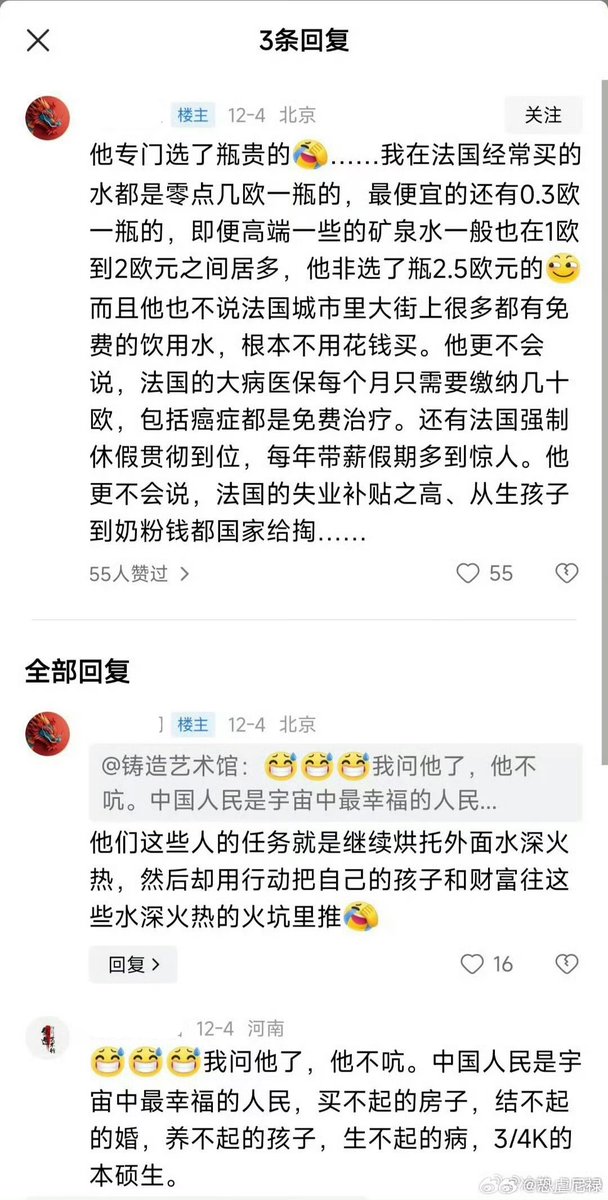 3条回复
楼主 12-4 北京
关注
他专门选了瓶贵的🤣……我在法国经常买的
水都是零点几欧一瓶的，最便宜的还有0.3欧
一瓶的，即便高端一些的矿泉水一般也在1欧
到2欧元之间居多，他非选了瓶2.5欧元的
而且他也不说法国城市里大街上很多都有免
费的饮用水，根本不用花钱买。他更不会
说，法国的大病医保每个月只需要缴纳几十
欧，包括癌症都是免费治疗。还有法国强制
休假贯彻到位，每年带薪假期多到惊人。他
更不会说，法国的失业补贴之高、从生孩子
到奶粉钱都国家给掏……
55人赞过
55
全部回复
楼主 12-4 北京
@铸造艺术馆：😅😅😅我问他了，他不
吭。中国人民是宇宙中最幸福的人民...
他们这些人的任务就是继续烘托外面水深火
热，然后却用行动把自己的孩子和财富往这
些水深火热的火坑里推🤣
回复
16
12-4 河南
😅😅😅我问他了，他不吭。中国人民是宇
宙中最幸福的人民，买不起的房子，结不起
的婚，养不起的孩子，生不起的病，3/4K的
本硕生。